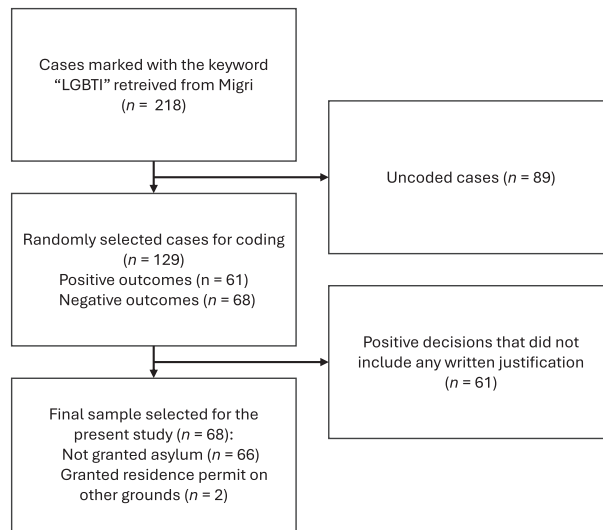 Cases marked with the keyword
“LGBTI” retreived from Migri
(n = 218)
Uncoded cases (n = 89)
Randomly selected cases for coding
(n = 129)
Positive outcomes (n = 61)
Negative outcomes (n = 68)
Positive decisions that did not
include any written justification
(n = 61)
Final sample selected for the
present study (n = 68):
Not granted asylum (n = 66)
Granted residence permit on
other grounds (n = 2)